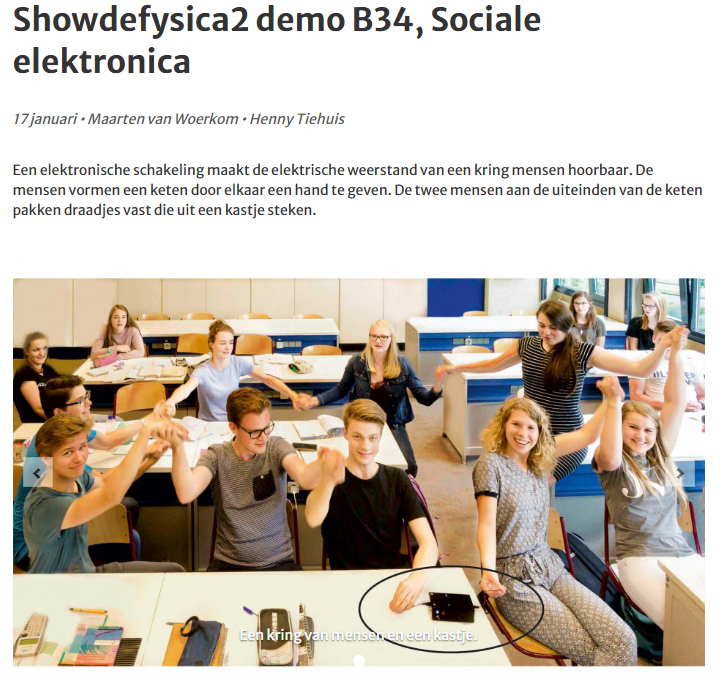 Showdefysica2 demo B34, Sociale
elektronica
17 januari • Maarten van Woerkom • Henny Tiehuis
Een elektronische schakeling maakt de elektrische weerstand van een kring mensen hoorbaar. De
mensen vormen een keten door elkaar een hand te geven. De twee mensen aan de uiteinden van de keten
pakken draadjes vast die uit een kastje steken.
Een kring van mensen en een kastje.